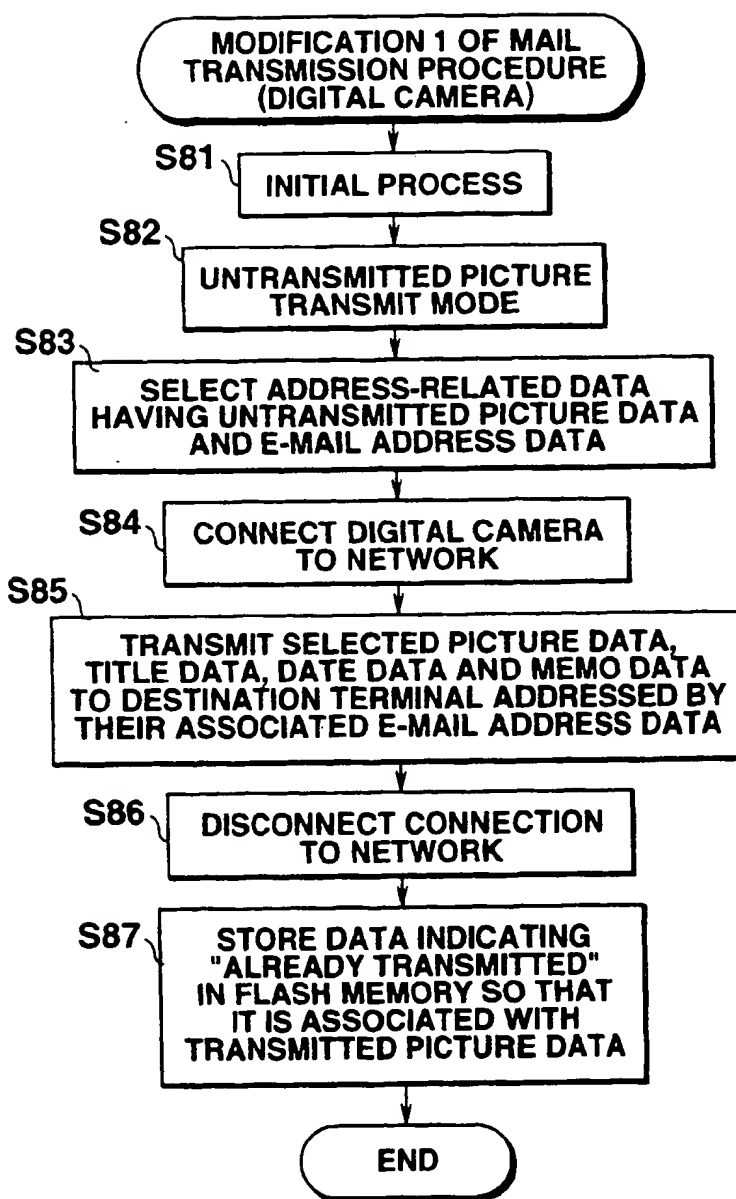 MODIFICATION 1 OF MAIL
TRANSMISSION PROCEDURE
(DIGITAL CAMERA)
S81
INITIAL PROCESS
S82
UNTRANSMITTED PICTURE
TRANSMIT MODE
S83
SELECT ADDRESS-RELATED DATA
HAVING UNTRANSMITTED PICTURE DATA
AND E-MAIL ADDRESS DATA
S84
CONNECT DIGITAL CAMERA
TO NETWORK
S85
TRANSMIT SELECTED PICTURE DATA,
TITLE DATA, DATE DATA AND MEMO DATA
TO DESTINATION TERMINAL ADDRESSED BY
THEIR ASSOCIATED E-MAIL ADDRESS DATA
S86
DISCONNECT CONNECTION
TO NETWORK
S87
STORE DATA INDICATING
"ALREADY TRANSMITTED"
IN FLASH MEMORY SO THAT
IT IS ASSOCIATED WITH
TRANSMITTED PICTURE DATA
END